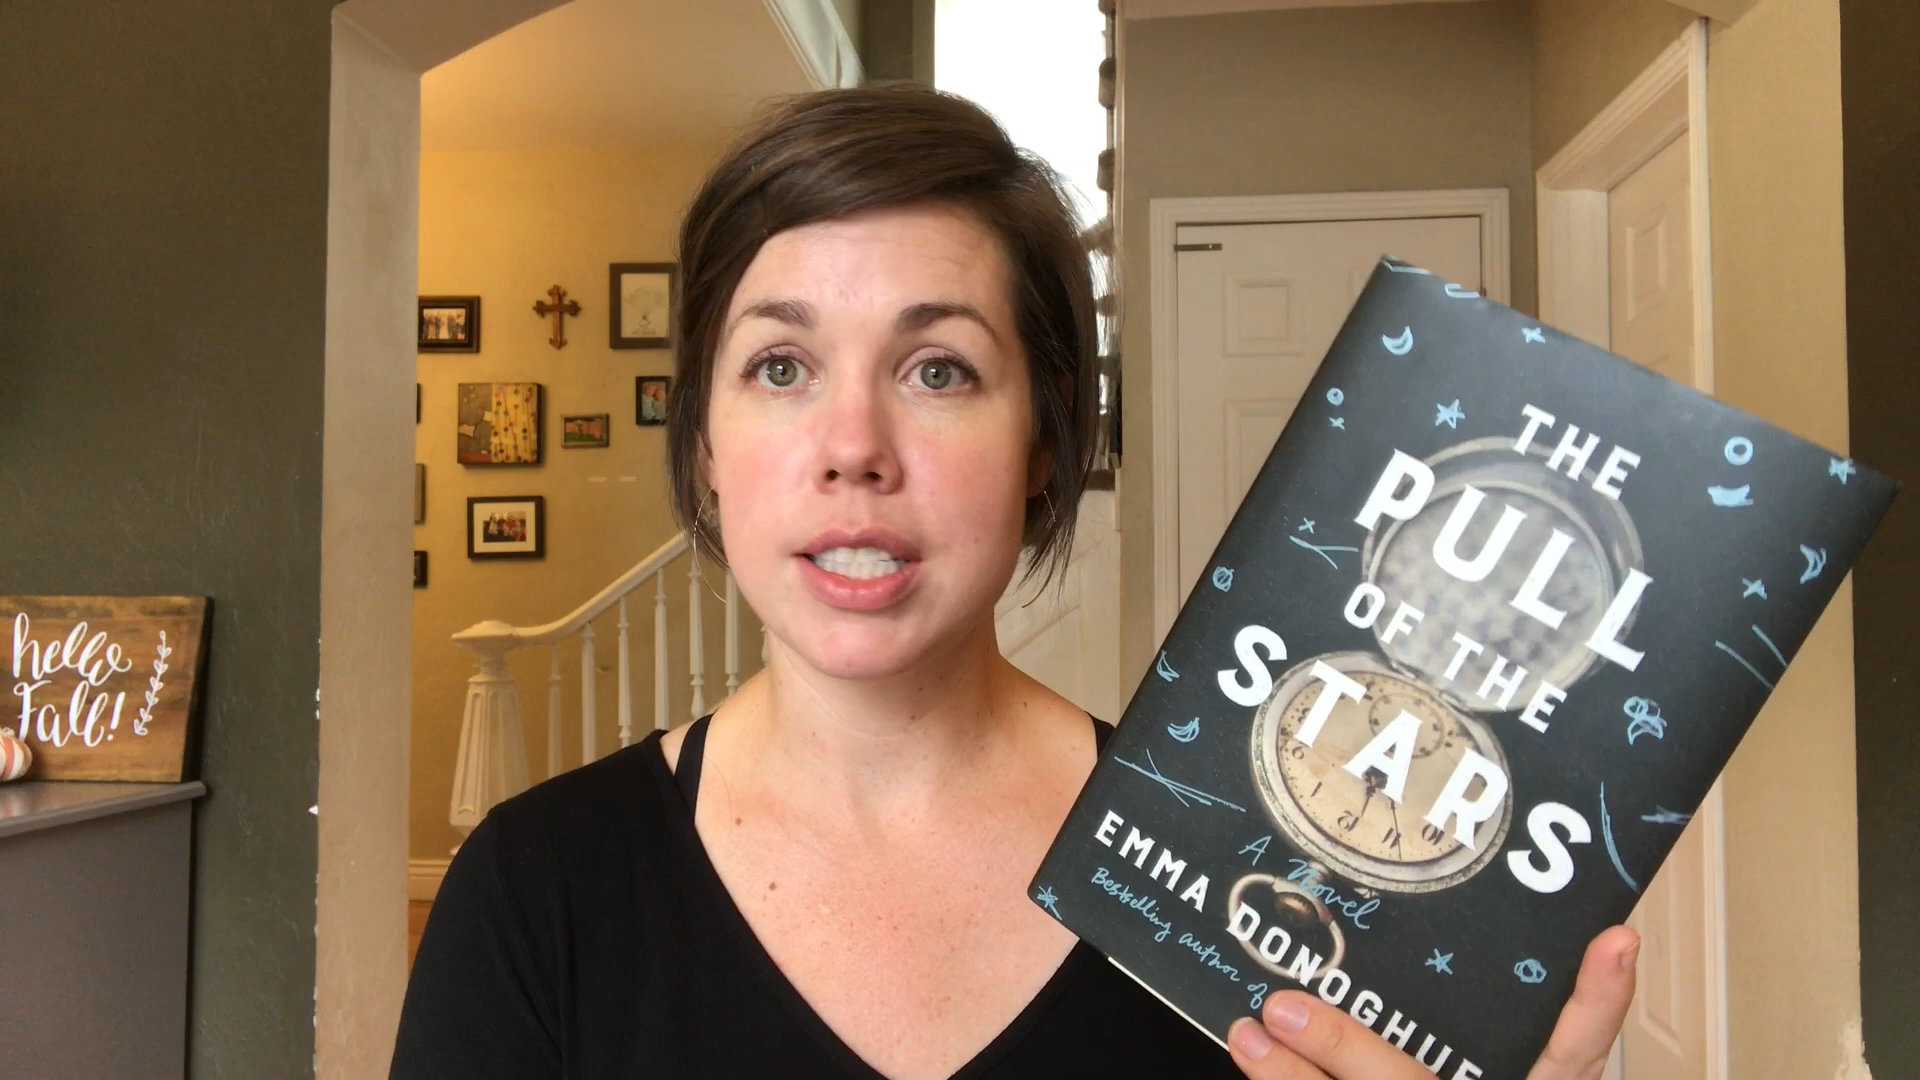 hello
Fall!
THE
PULL
OF THE
STARS
A Novel
EMMA DONOGHUE
Bestselling author of